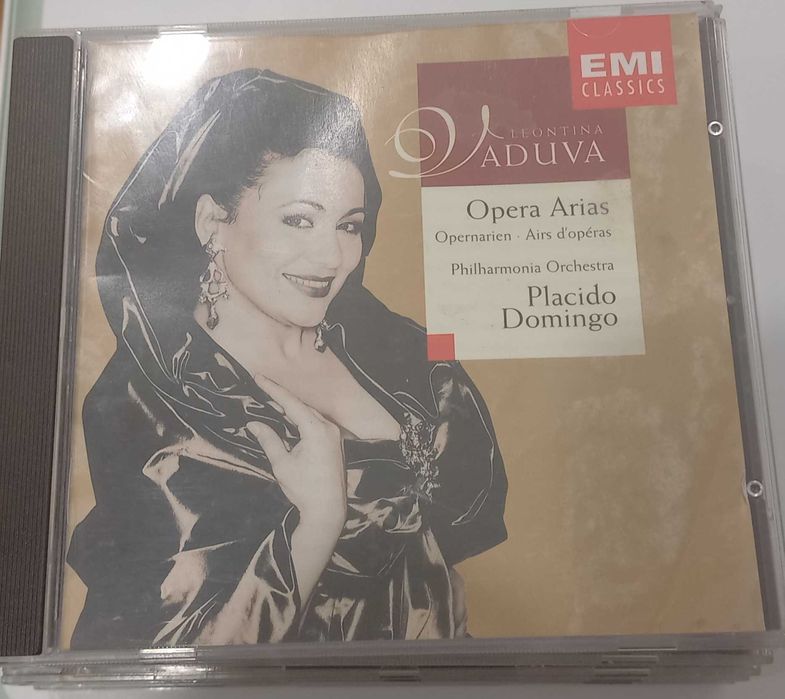 EMI
CLASSICS
LEONTINA
VADUVA
Opera Arias
Opernarien · Airs d'opéras
Philharmonia Orchestra
Placido
Domingo